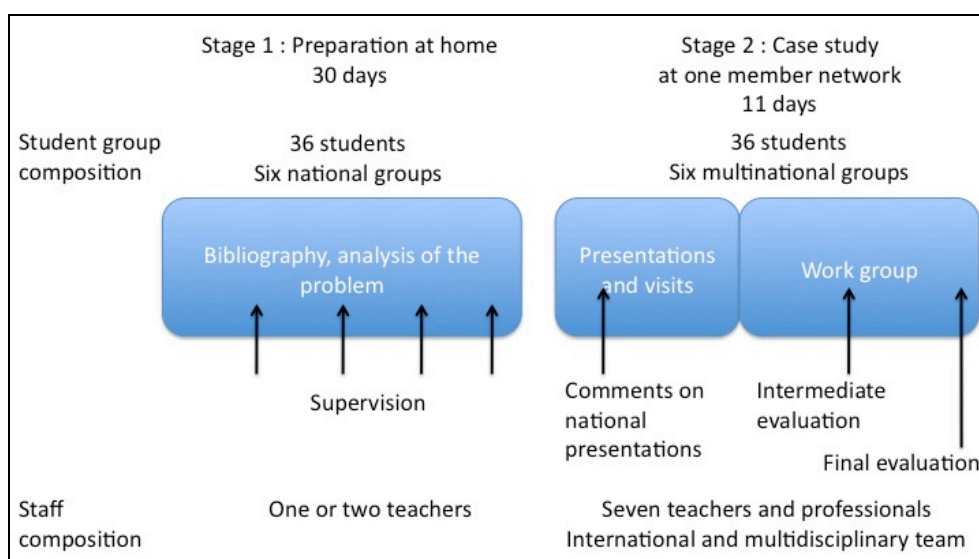 Stage 1 : Preparation at home
30 days
Stage 2 : Case study
at one member network
11 days
Student group
composition
36 students
Six national groups
36 students
Six multinational groups
Bibliography, analysis of the
problem
Presentations
and visits
Work group
Supervision
Comments on
national
presentations
Intermediate
evaluation
Final evaluation
Staff
composition
One or two teachers
Seven teachers and professionals
International and multidisciplinary team